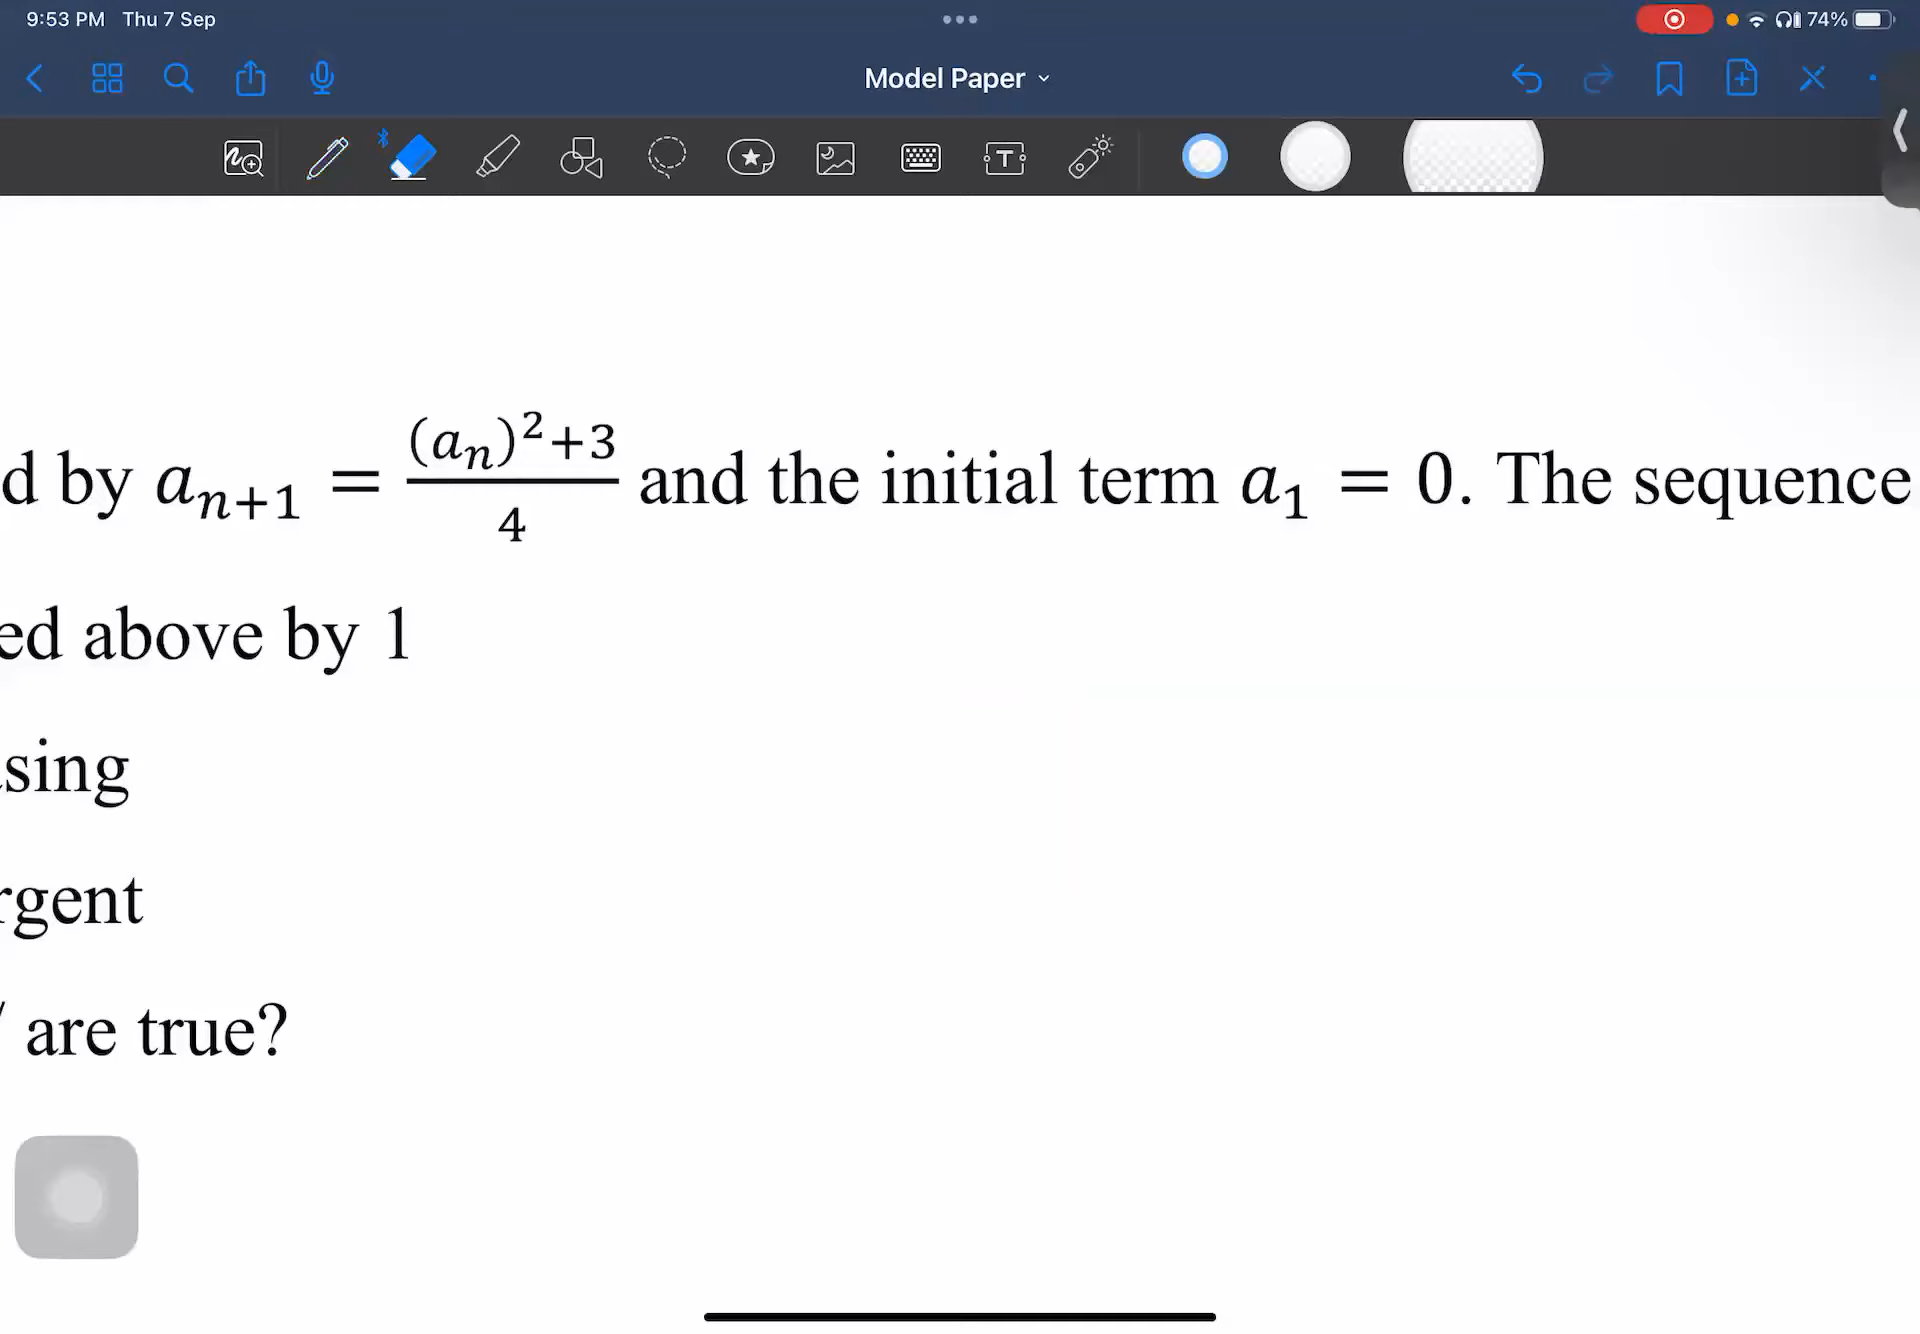 9:53 PM Thu 7 Sep
74%
Model Paper
d by aₙ₊₁ = (aₙ)²+3 / 4 and the initial term a₁ = 0. The sequence
ed above by 1
sing
rgent
are true?